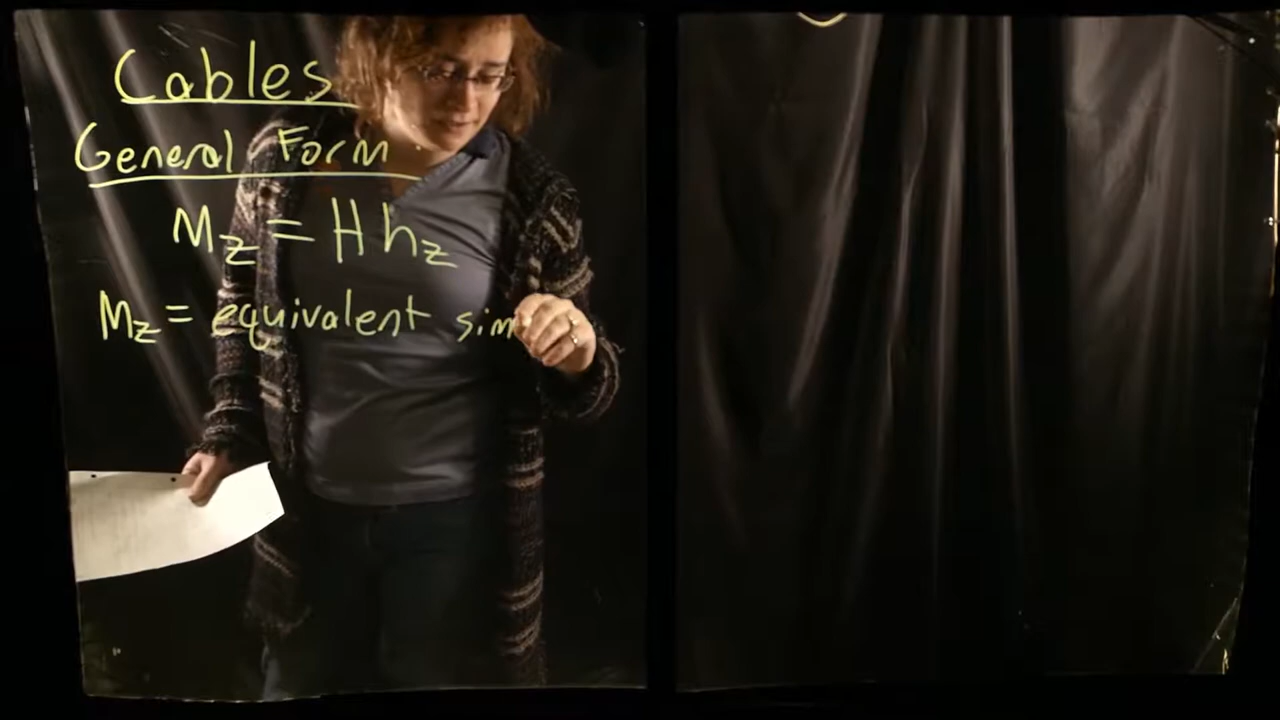 Cables
General Form
Mz = H hz
Mz = equivalent sim